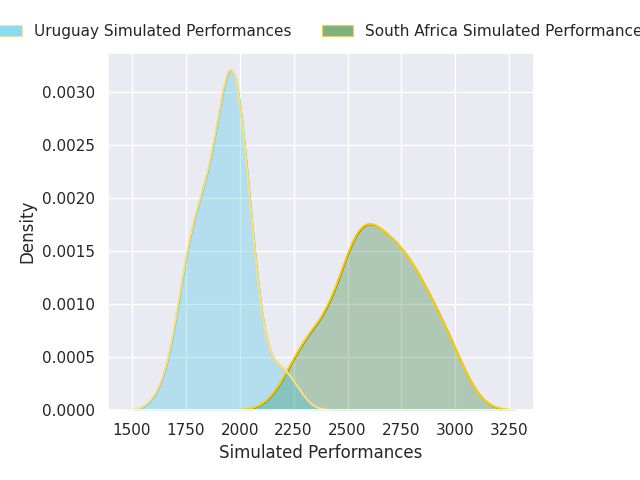 Uruguay Simulated Performances South Africa Simulated Performance
0.0030
0.0025
0.0020
0.0015
0.0010
0.0005
0.0000
Density
1500 1750 2000 2250 2500 2750 3000 3250
Simulated Performances